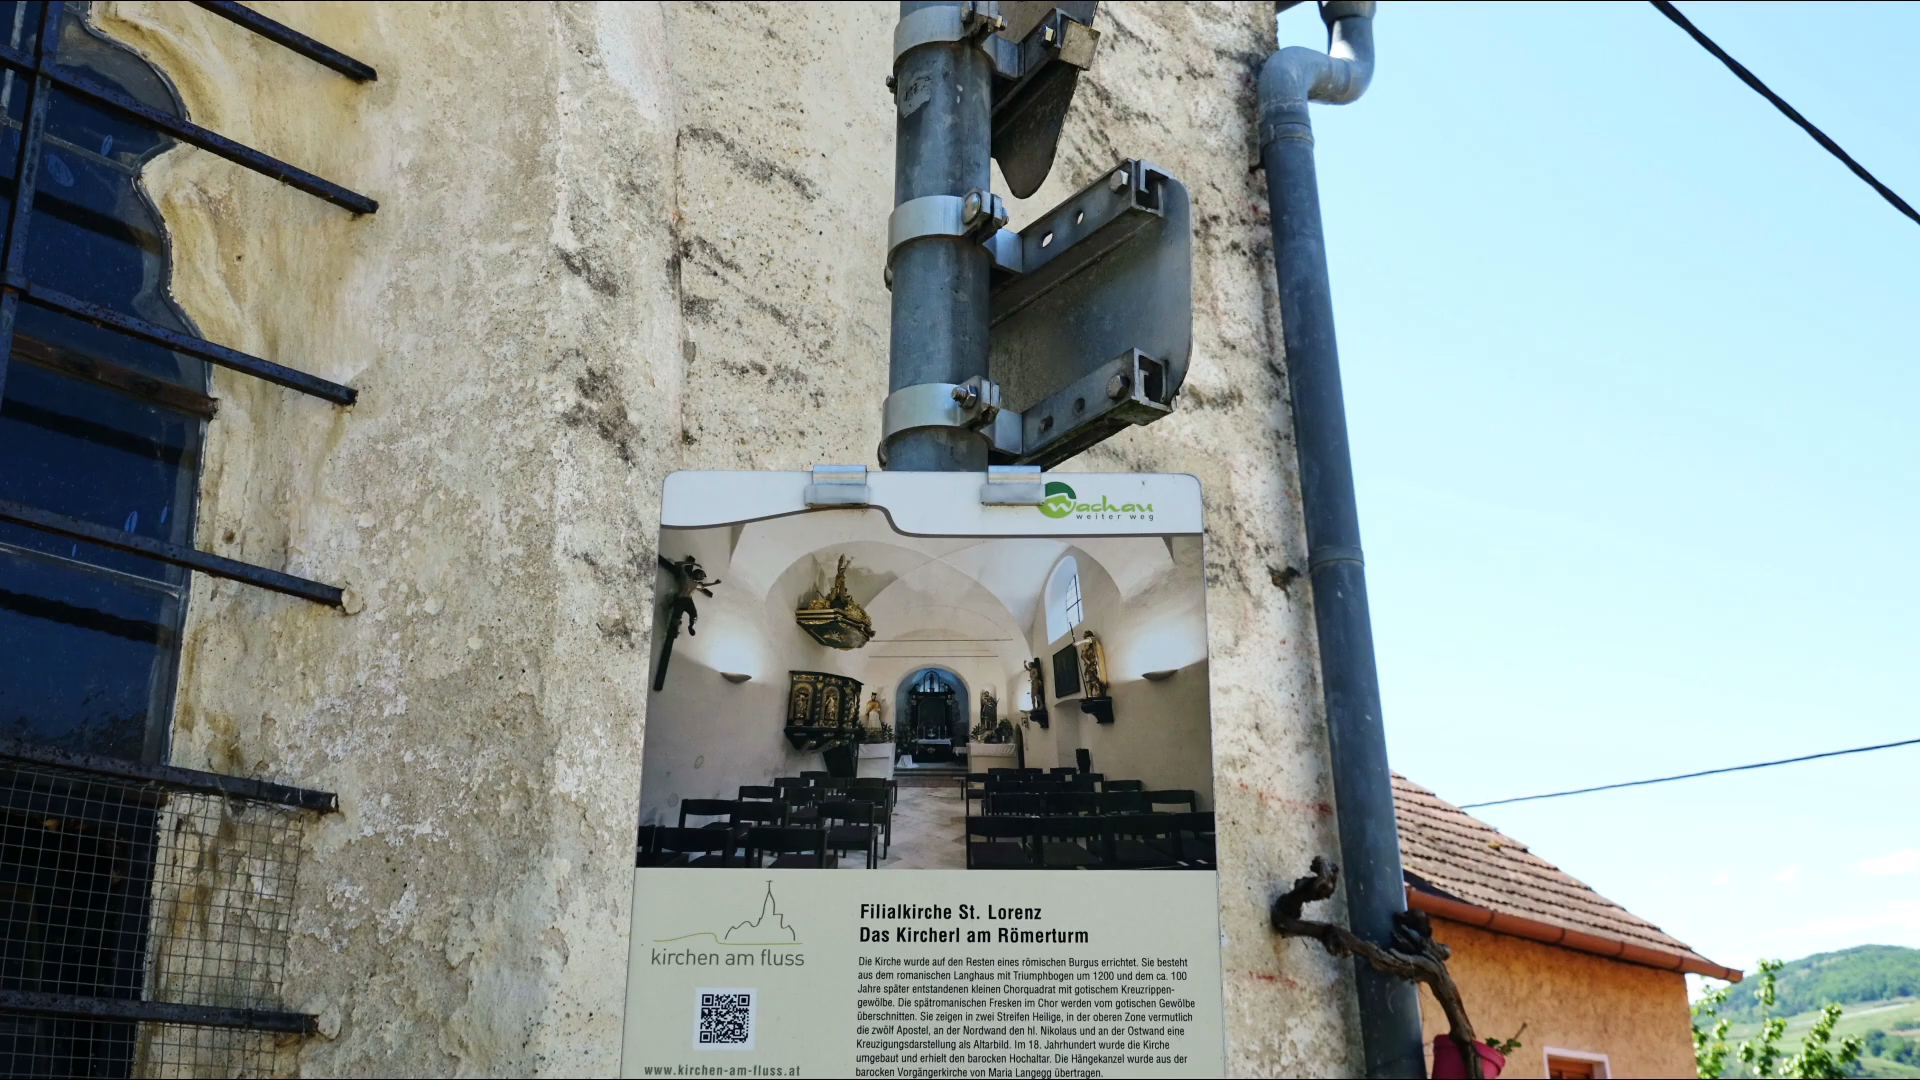 Wachau
weiter weg
Filialkirche St. Lorenz
Das Kircherl am Römerturm
kirchen am fluss
www.kirchen-am-fluss.at
Die Kirche wurde auf den Resten eines römischen Burgus errichtet. Sie besteht
aus dem romanischen Langhaus mit Triumphbogen um 1200 und dem ca. 100
Jahre später entstandenen kleinen Chorquadrat mit gotischem Kreuzrippen-
gewölbe. Die spätromanischen Fresken im Chor werden vom gotischen Gewölbe
überschnitten. Sie zeigen in zwei Streifen Heilige, in der oberen Zone vermutlich
die zwölf Apostel, an der Nordwand den hl. Nikolaus und an der Ostwand eine
Kreuzigungsdarstellung als Altarbild. Im 18. Jahrhundert wurde die Kirche
umgebaut und erhielt den barocken Hochaltar. Die Hängekanzel wurde aus der
barocken Vorgängerkirche von Maria Langegg übertragen.